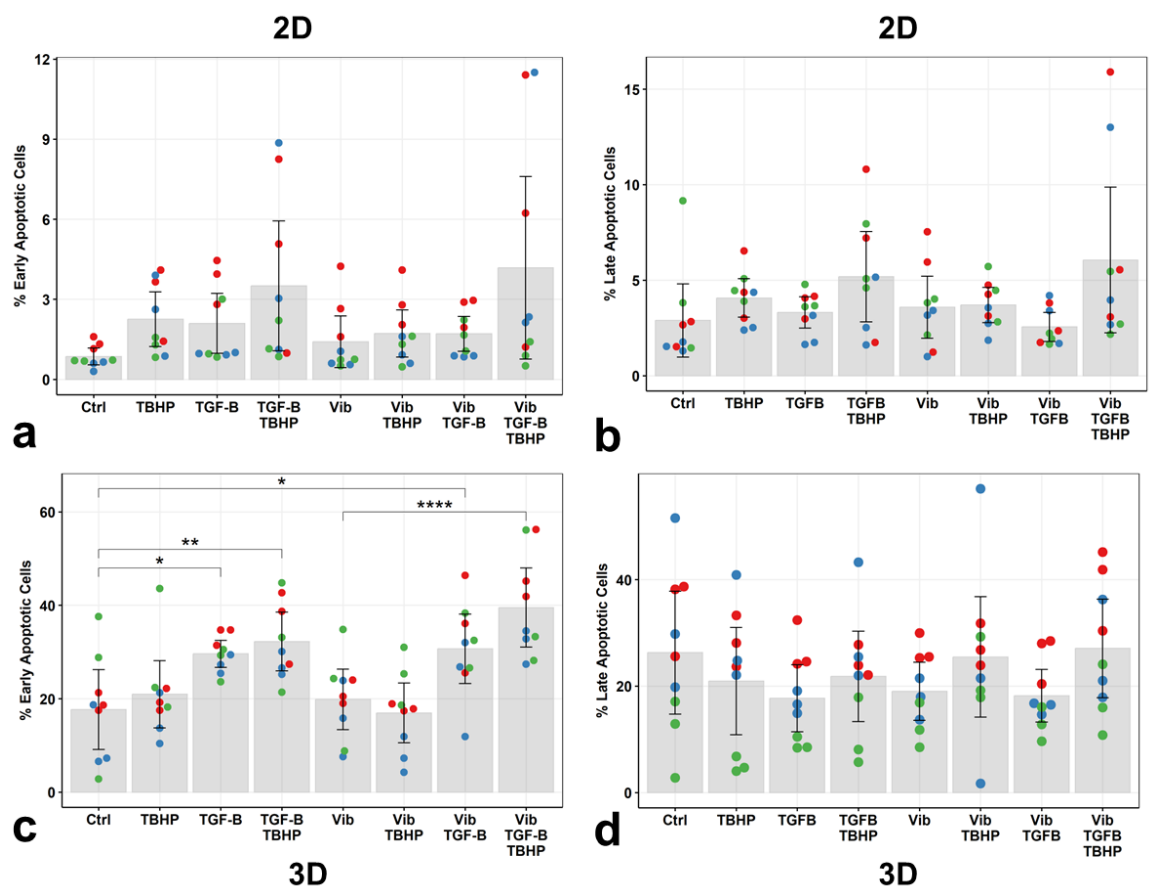 2D
2D
% Early Apoptotic Cells
12
9
6
3
0
Ctrl TBHP TGF-B TGF-B Vib Vib Vib Vib
TBHP TBHP TGF-B TGF-B
TBHP
a
% Late Apoptotic Cells
15
10
5
0
Ctrl TBHP TGFB TGFB Vib Vib Vib Vib
TBHP TBHP TGFB TGFB
TBHP
b
% Early Apoptotic Cells
60
40
20
0
*
****
**
*
Ctrl TBHP TGF-B TGF-B Vib Vib Vib Vib
TBHP TBHP TGF-B TGF-B
TBHP
c
3D
% Late Apoptotic Cells
40
20
0
Ctrl TBHP TGFB TGFB Vib Vib Vib Vib
TBHP TBHP TGFB TGFB
TBHP
d
3D